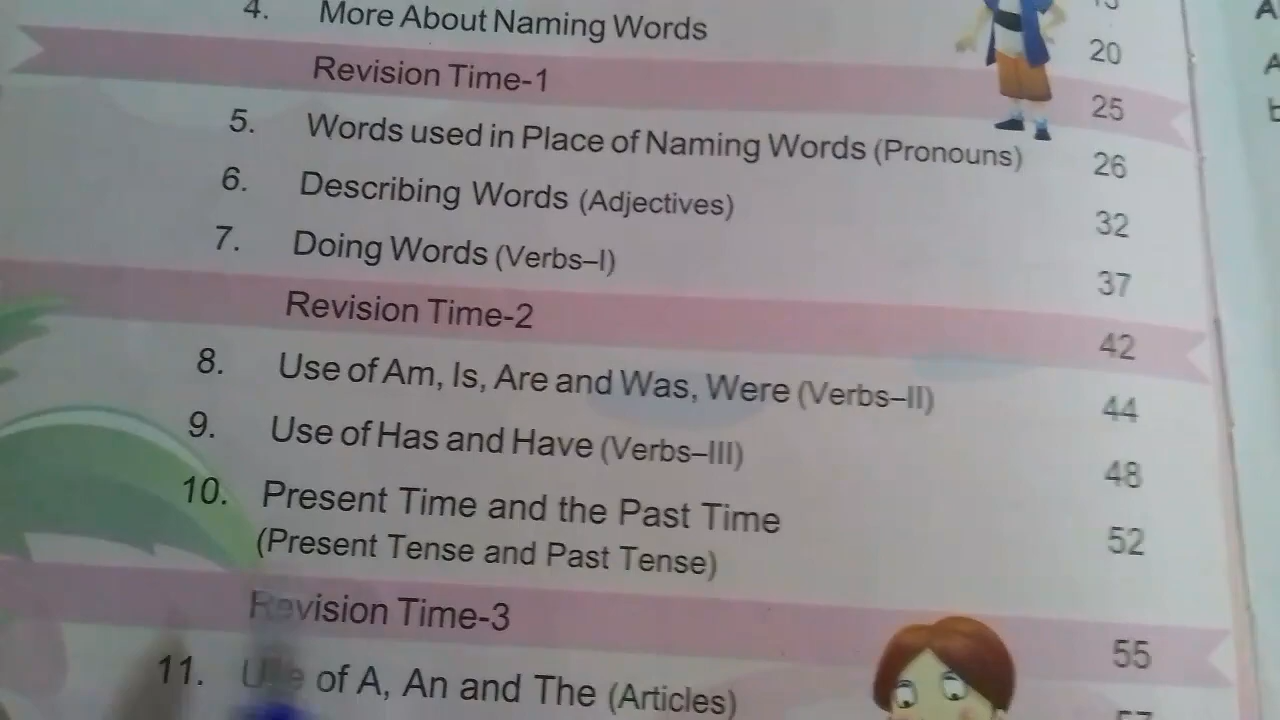 4. More About Naming Words 20
Revision Time-1 25
5. Words used in Place of Naming Words (Pronouns) 26
6. Describing Words (Adjectives) 32
7. Doing Words (Verbs–I) 37
Revision Time-2 42
8. Use of Am, Is, Are and Was, Were (Verbs–II) 44
9. Use of Has and Have (Verbs–III) 48
10. Present Time and the Past Time 52
(Present Tense and Past Tense)
Revision Time-3 55
11. Use of A, An and The (Articles)